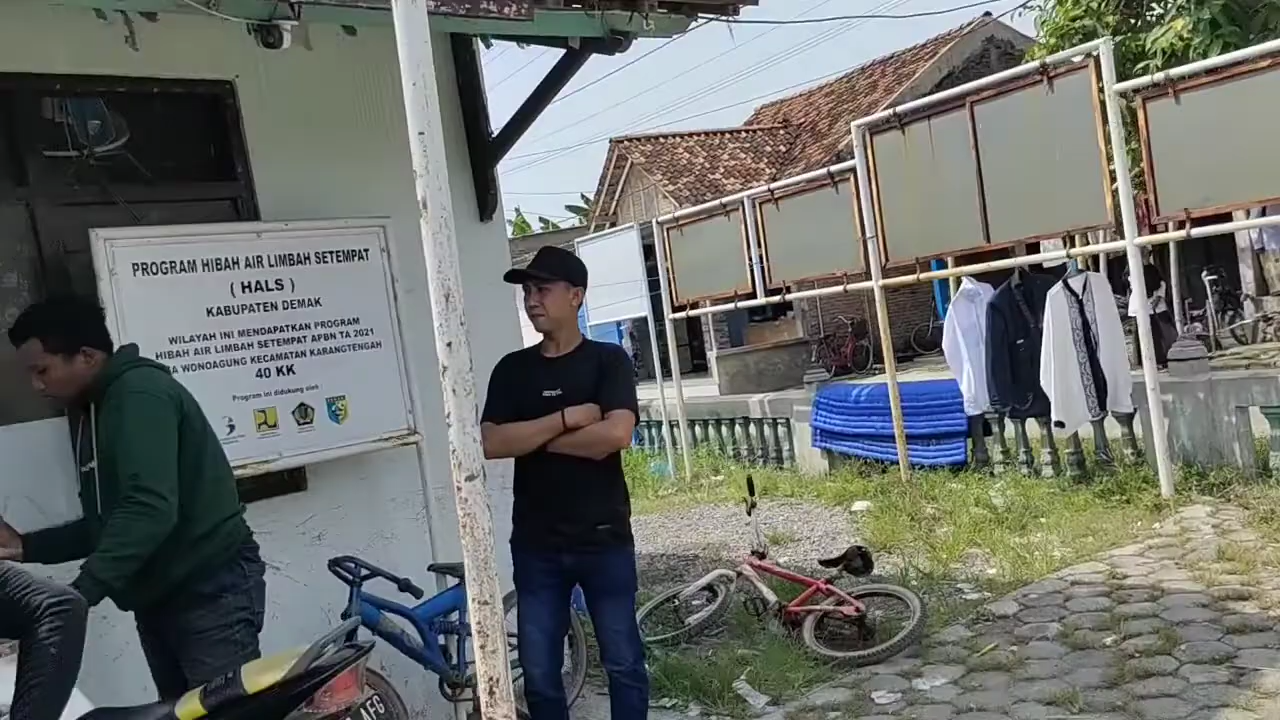 PROGRAM HIBAH AIR LIMBAH SETEMPAT
( HALS )
KABUPATEN DEMAK
WILAYAH INI MENDAPATKAN PROGRAM
HIBAH AIR LIMBAH SETEMPAT APBN TA 2021
WONOAGUNG KECAMATAN KARANGTENGAH
40 KK
Program ini didukung oleh :
AFG